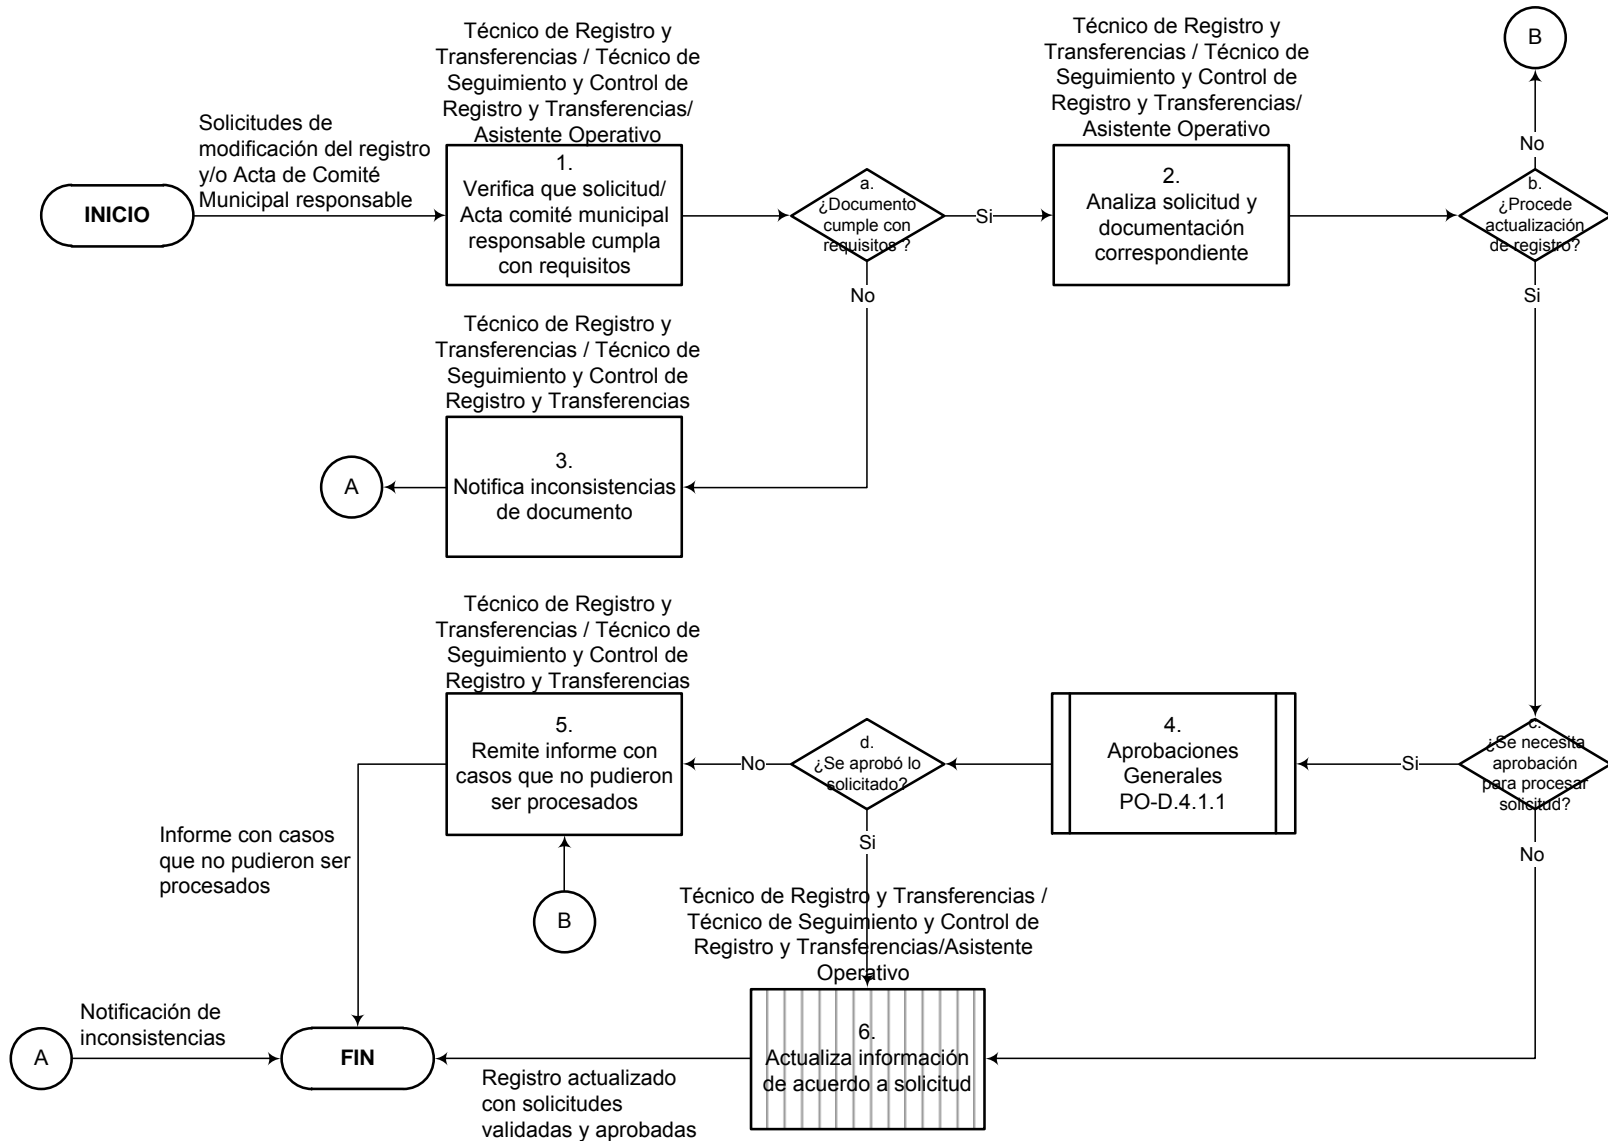 Técnico de Registro y
Transferencias / Técnico de
Seguimiento y Control de
Registro y Transferencias/
Asistente Operativo
Técnico de Registro y
Transferencias / Técnico de
Seguimiento y Control de
Registro y Transferencias/
Asistente Operativo
B
No
Solicitudes de
modificación del registro
y/o Acta de Comité
Municipal responsable
INICIO
1.
Verifica que solicitud/
Acta comité municipal
responsable cumpla
con requisitos
a.
¿Documento
cumple con
requisitos ?
Si
No
2.
Analiza solicitud y
documentación
correspondiente
b.
¿Procede
actualización
de registro?
Si
Técnico de Registro y
Transferencias / Técnico de
Seguimiento y Control de
Registro y Transferencias
A
3.
Notifica inconsistencias
de documento
Técnico de Registro y
Transferencias / Técnico de
Seguimiento y Control de
Registro y Transferencias
5.
Remite informe con
casos que no pudieron
ser procesados
No
d.
¿Se aprobó lo
solicitado?
Si
4.
Aprobaciones
Generales
PO-D.4.1.1
Si
c.
¿Se necesita
aprobación
para procesar
solicitud?
No
Informe con casos
que no pudieron ser
procesados
B
Técnico de Registro y Transferencias /
Técnico de Seguimiento y Control de
Registro y Transferencias/Asistente
Operativo
A
Notificación de
inconsistencias
FIN
6.
Actualiza información
de acuerdo a solicitud
Registro actualizado
con solicitudes
validadas y aprobadas